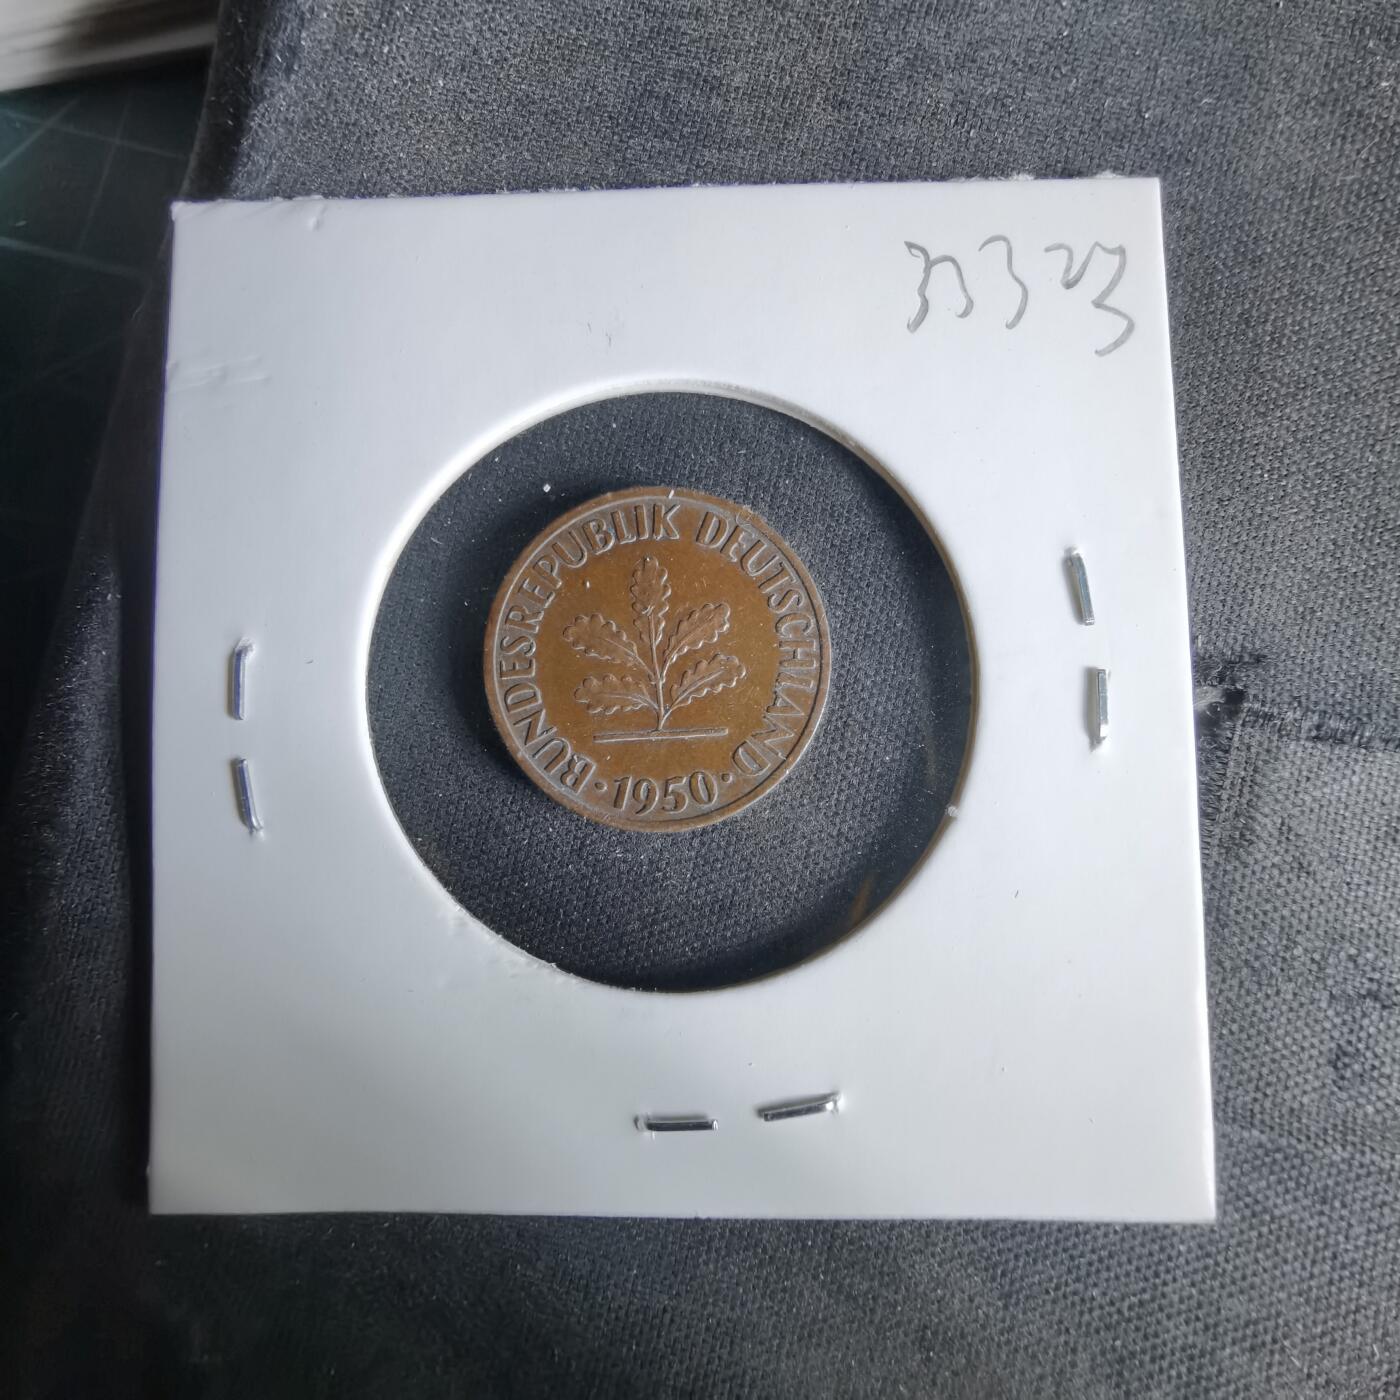 BUNDESREPUBLIK DEUTSCHLAND
· 1950 ·